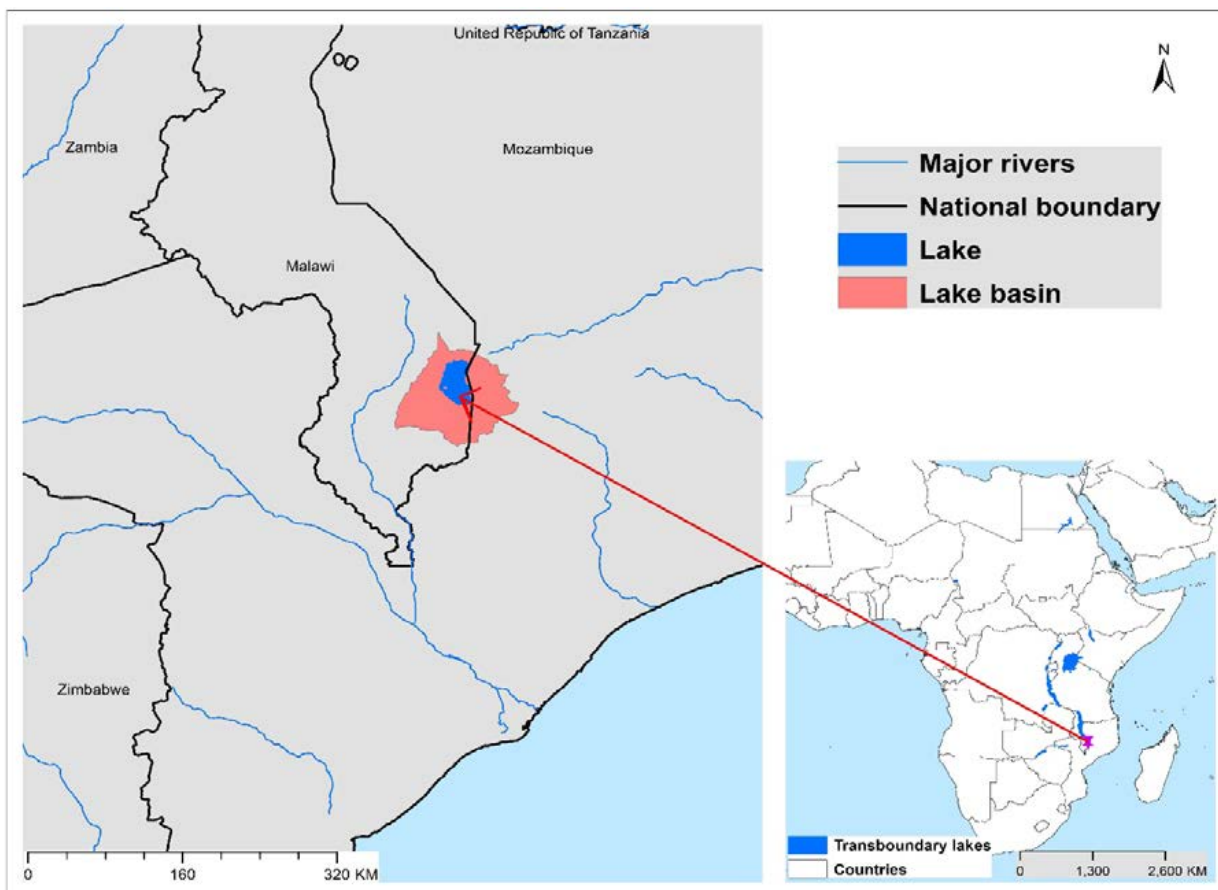 United Republic of Tanzania
N
Zambia
Mozambique
Major rivers
National boundary
Malawi
Lake
Lake basin
Zimbabwe
Transboundary lakes
Countries
0 160 320 KM
0 1,300 2,600 KM